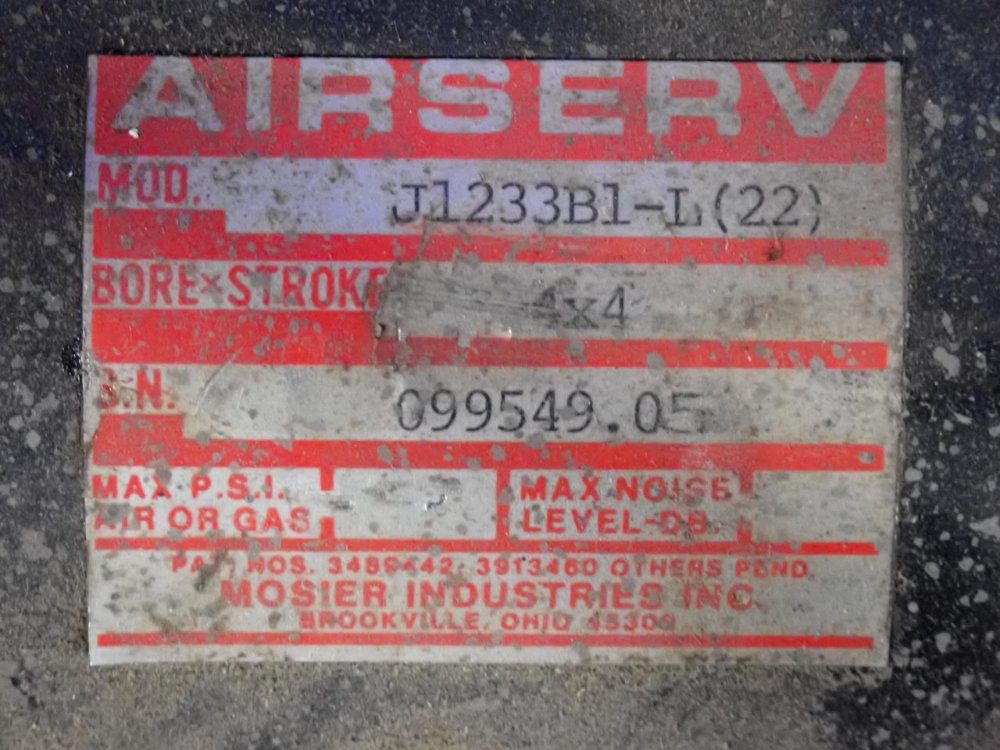 AIRSERV
MOD. J1233B1-L(22)
BORE×STROKE 4x4
S.N. 099549.05
MAX P.S.I. AIR OR GAS
MAX NOISE LEVEL-DB.
PAT. NOS. 3489442, 3913460 OTHERS PEND.
MOSIER INDUSTRIES INC.
BROOKVILLE, OHIO 45309